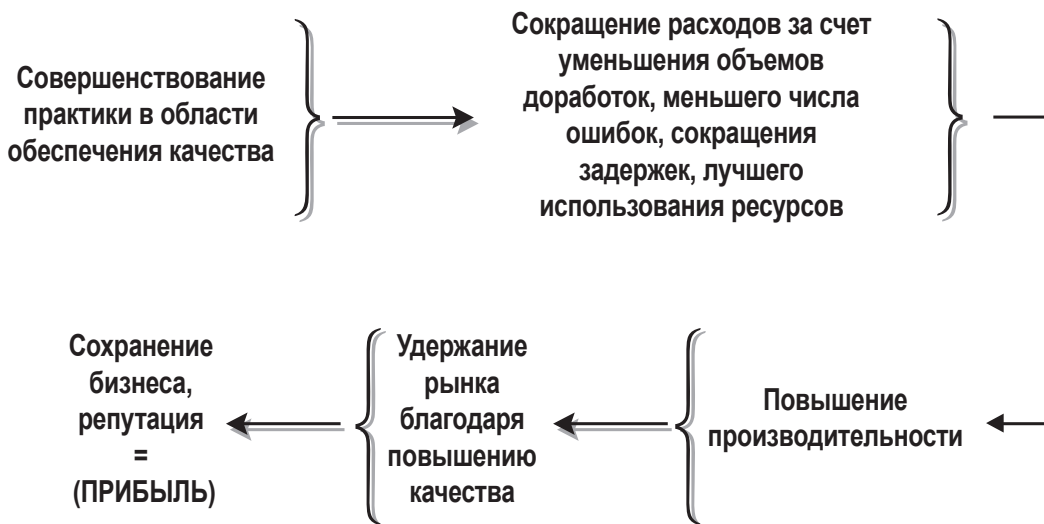 Совершенствование
практики в области
обеспечения качества
Сокращение расходов за счет
уменьшения объемов
доработок, меньшего числа
ошибок, сокращения
задержек, лучшего
использования ресурсов
Повышение
производительности
Удержание
рынка
благодаря
повышению
качества
Сохранение
бизнеса,
репутация
=
(ПРИБЫЛЬ)